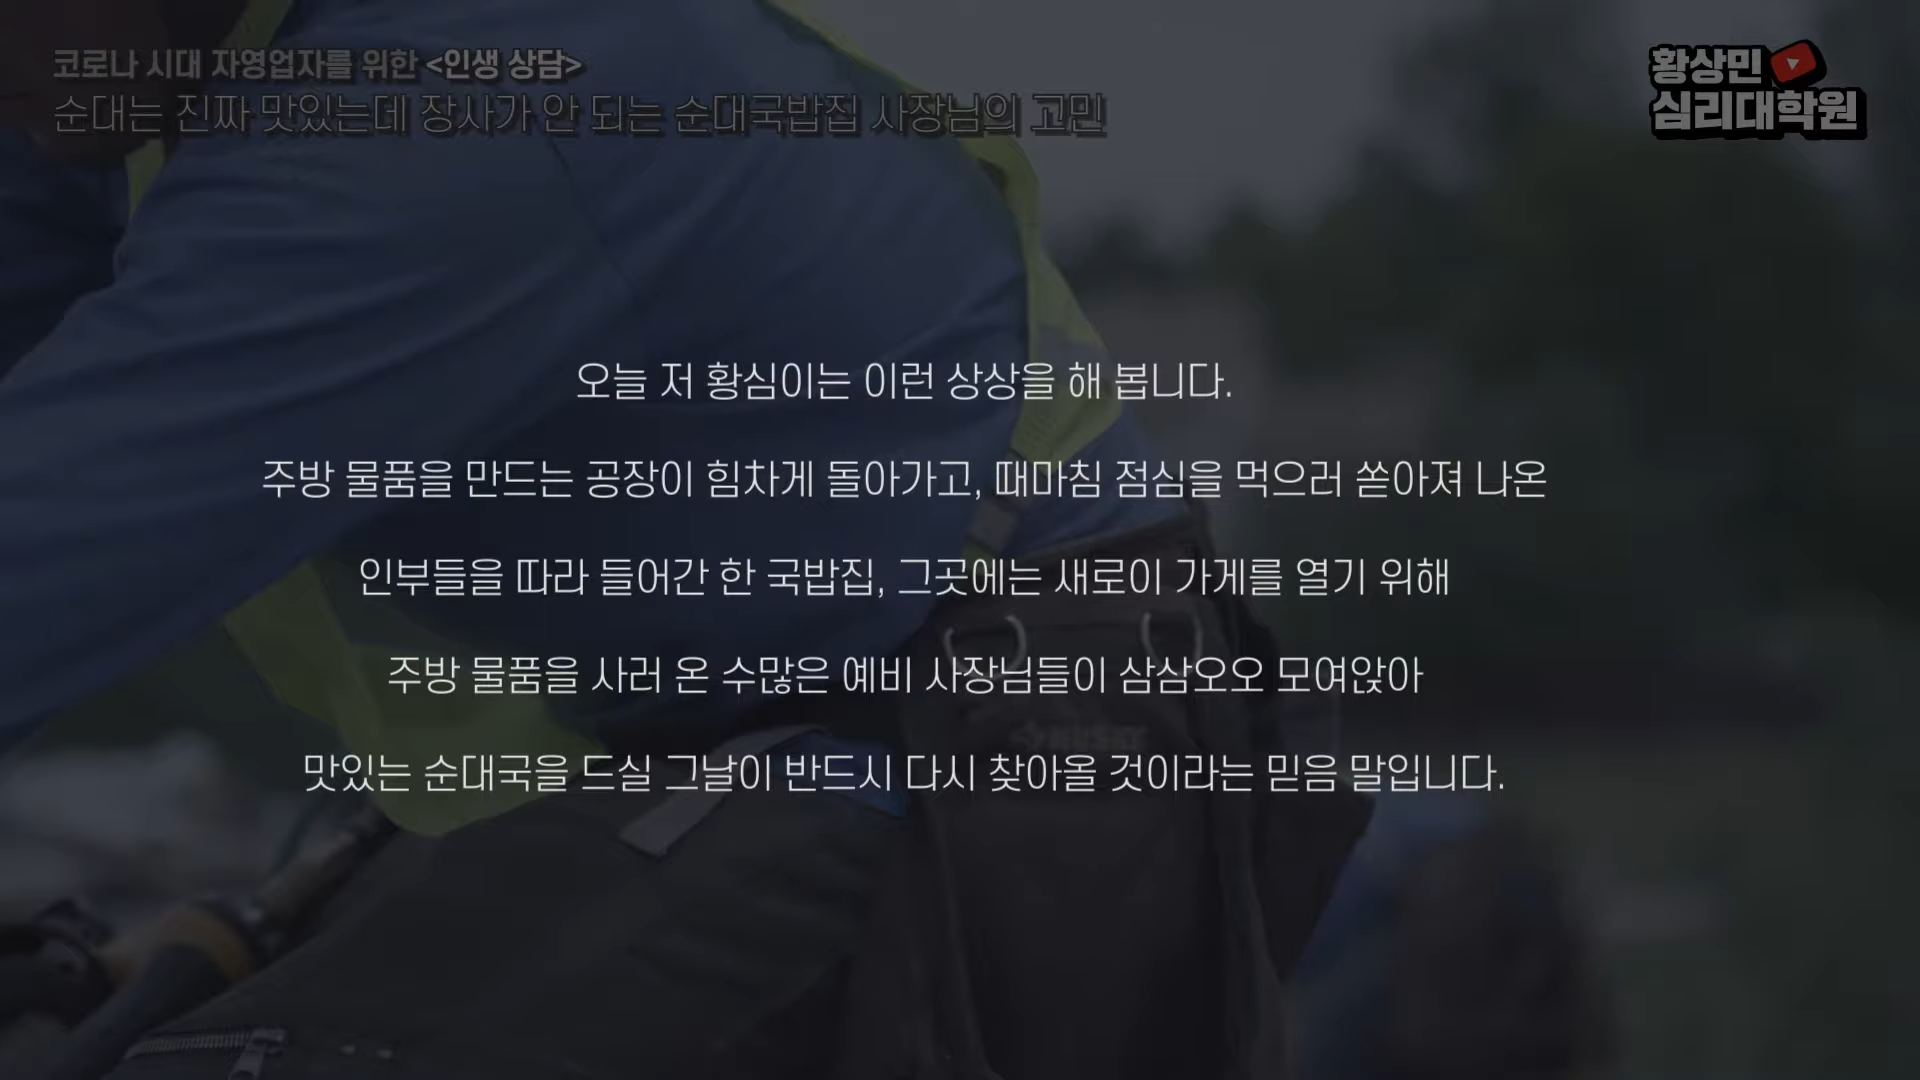 코로나 시대 자영업자를 위한 <인생 상담>
순대는 진짜 맛있는데 장사가 안 되는 순대국밥집 사장님의 고민
황상민
심리대학원
오늘 저 황심이는 이런 상상을 해 봅니다.
주방 물품을 만드는 공장이 힘차게 돌아가고, 때마침 점심을 먹으러 쏟아져 나온
인부들을 따라 들어간 한 국밥집, 그곳에는 새로이 가게를 열기 위해
주방 물품을 사러 온 수많은 예비 사장님들이 삼삼오오 모여앉아
맛있는 순대국을 드실 그날이 반드시 다시 찾아올 것이라는 믿음 말입니다.
HUSKY